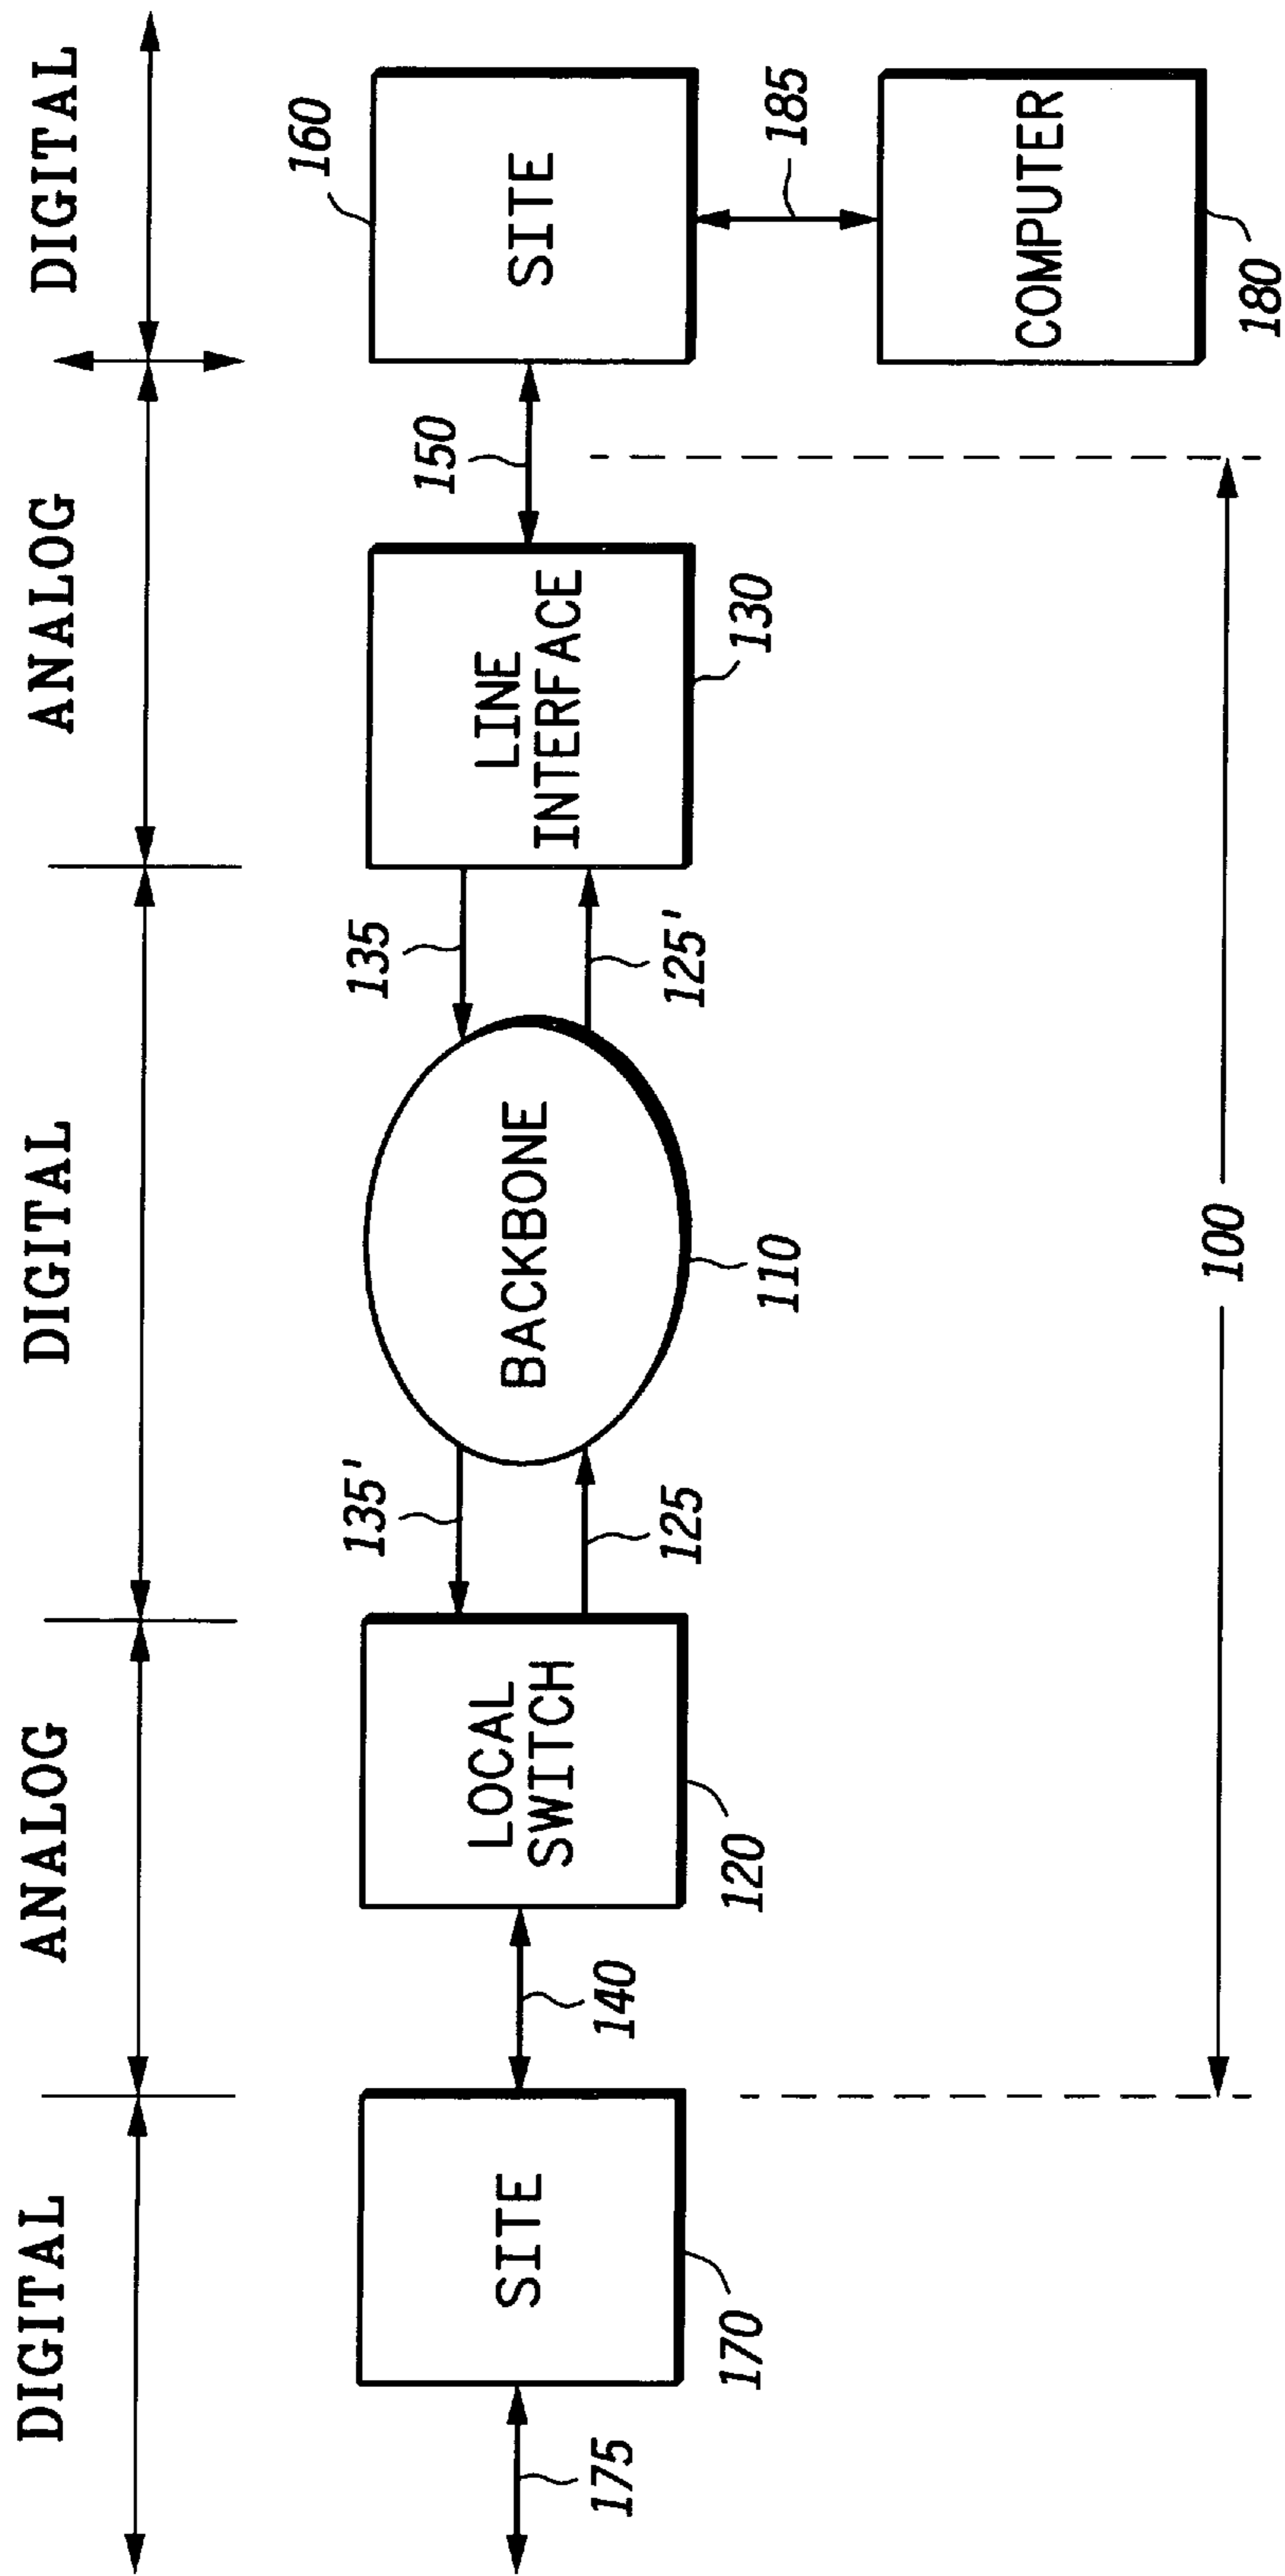 DIGITAL
ANALOG
DIGITAL
ANALOG
DIGITAL
175
SITE
170
140
LOCAL
SWITCH
120
135'
125
BACKBONE
110
135
125'
LINE
INTERFACE
130
150
SITE
160
185
COMPUTER
180
100